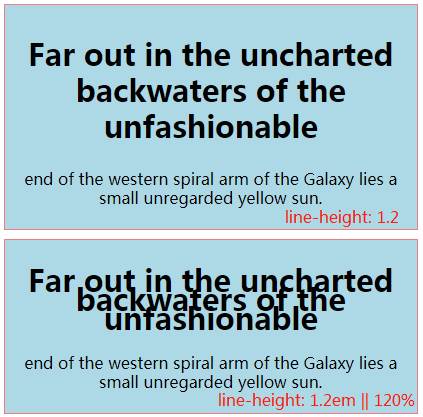 Far out in the uncharted
backwaters of the
unfashionable
end of the western spiral arm of the Galaxy lies a
small unregarded yellow sun.
line-height: 1.2
Far out in the uncharted
backwaters of the
unfashionable
end of the western spiral arm of the Galaxy lies a
small unregarded yellow sun.
line-height: 1.2em || 120%